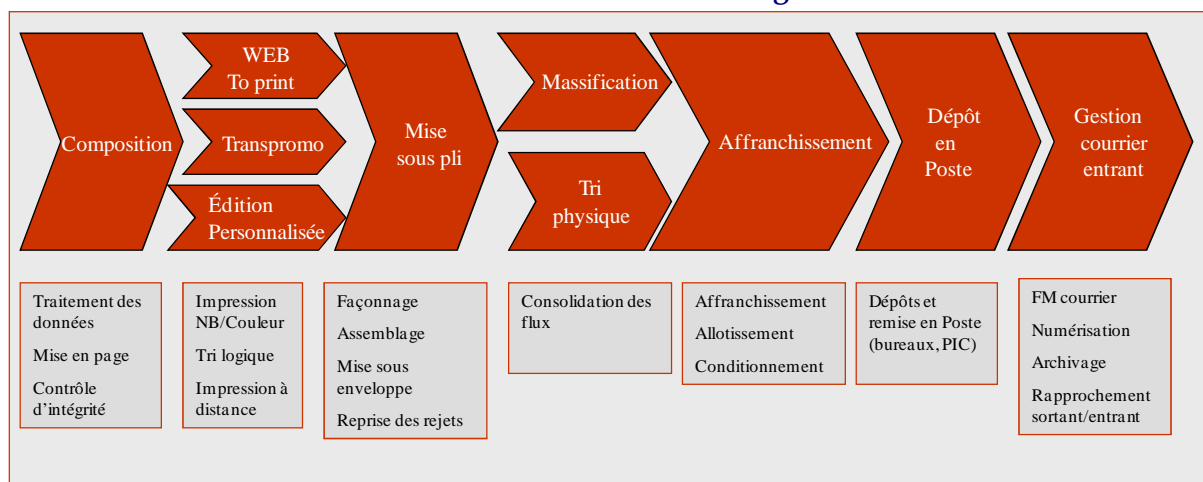 Composition
WEB
To print
Transpromo
Édition
Personnalisée
Mise
sous pli
Massification
Tri
physique
Affranchissement
Dépôt
en
Poste
Gestion
courrier
entrant
Traitement des
données
Mise en page
Contrôle
d’intégrité
Impression
NB/Couleur
Tri logique
Impression à
distance
Façonnage
Assemblage
Mise sous
enveloppe
Reprise des rejets
Consolidation des
flux
Affranchissement
Allotissement
Conditionnement
Dépôts et
remise en Poste
(bureaux, PIC)
FM courrier
Numérisation
Archivage
Rapprochement
sortant/entrant